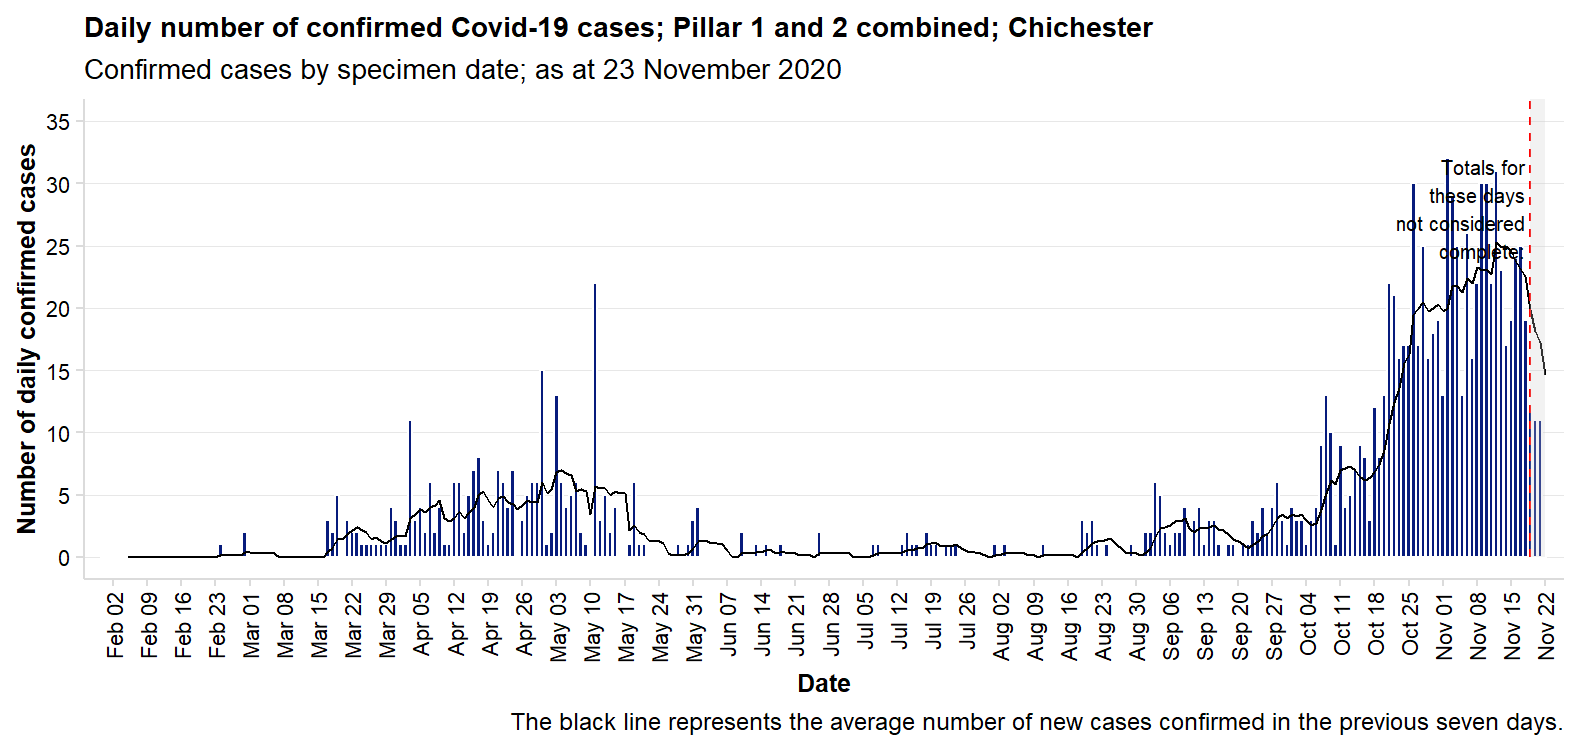 Daily number of confirmed Covid-19 cases; Pillar 1 and 2 combined; Chichester
Confirmed cases by specimen date; as at 23 November 2020
Number of daily confirmed cases
35
30
25
20
15
10
5
0
Totals for
these days
not considered
complete.
Feb 02
Feb 09
Feb 16
Feb 23
Mar 01
Mar 08
Mar 15
Mar 22
Mar 29
Apr 05
Apr 12
Apr 19
Apr 26
May 03
May 10
May 17
May 24
May 31
Jun 07
Jun 14
Jun 21
Jun 28
Jul 05
Jul 12
Jul 19
Jul 26
Aug 02
Aug 09
Aug 16
Aug 23
Aug 30
Sep 06
Sep 13
Sep 20
Sep 27
Oct 04
Oct 11
Oct 18
Oct 25
Nov 01
Nov 08
Nov 15
Nov 22
Date
The black line represents the average number of new cases confirmed in the previous seven days.